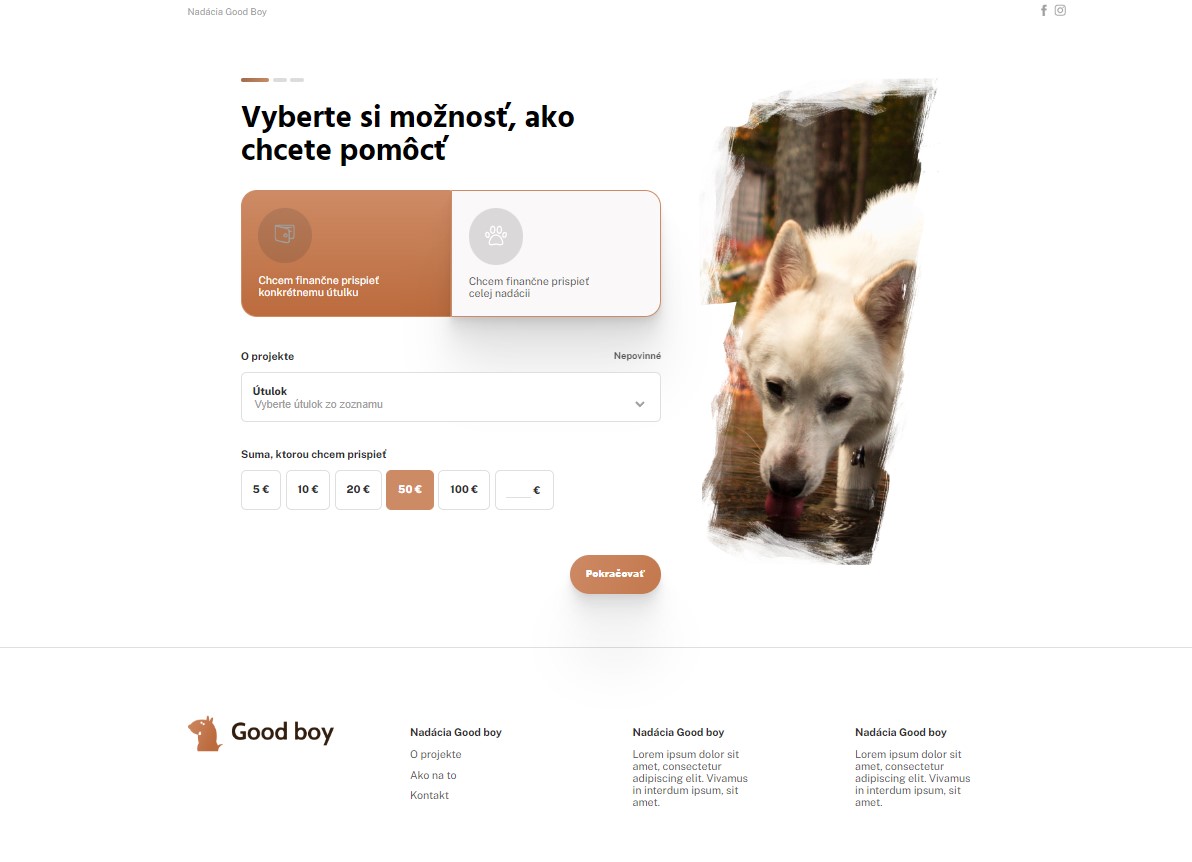 Nadácia Good Boy
Vyberte si možnosť, ako
chcete pomôcť
Chcem finančne prispieť
konkrétnemu útulku
Chcem finančne prispieť
celej nadácii
O projekte
Nepovinné
Útulok
Vyberte útulok zo zoznamu
Suma, ktorou chcem prispieť
5 €
10 €
20 €
50 €
100 €
____ €
Pokračovať
Good boy
Nadácia Good boy
O projekte
Ako na to
Kontakt
Nadácia Good boy
Lorem ipsum dolor sit
amet, consectetur
adipiscing elit. Vivamus
in interdum ipsum, sit
amet.
Nadácia Good boy
Lorem ipsum dolor sit
amet, consectetur
adipiscing elit. Vivamus
in interdum ipsum, sit
amet.